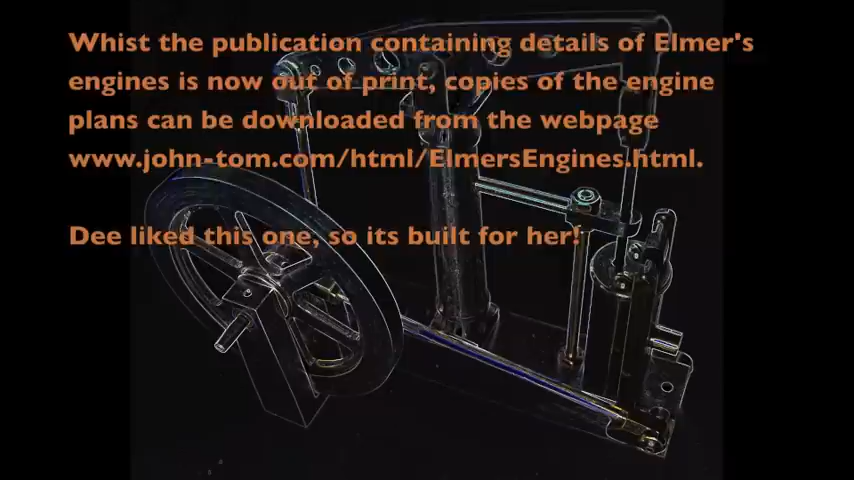 Whist the publication containing details of Elmer's
engines is now out of print, copies of the engine
plans can be downloaded from the webpage
www.john-tom.com/html/ElmersEngines.html.
Dee liked this one, so its built for her!